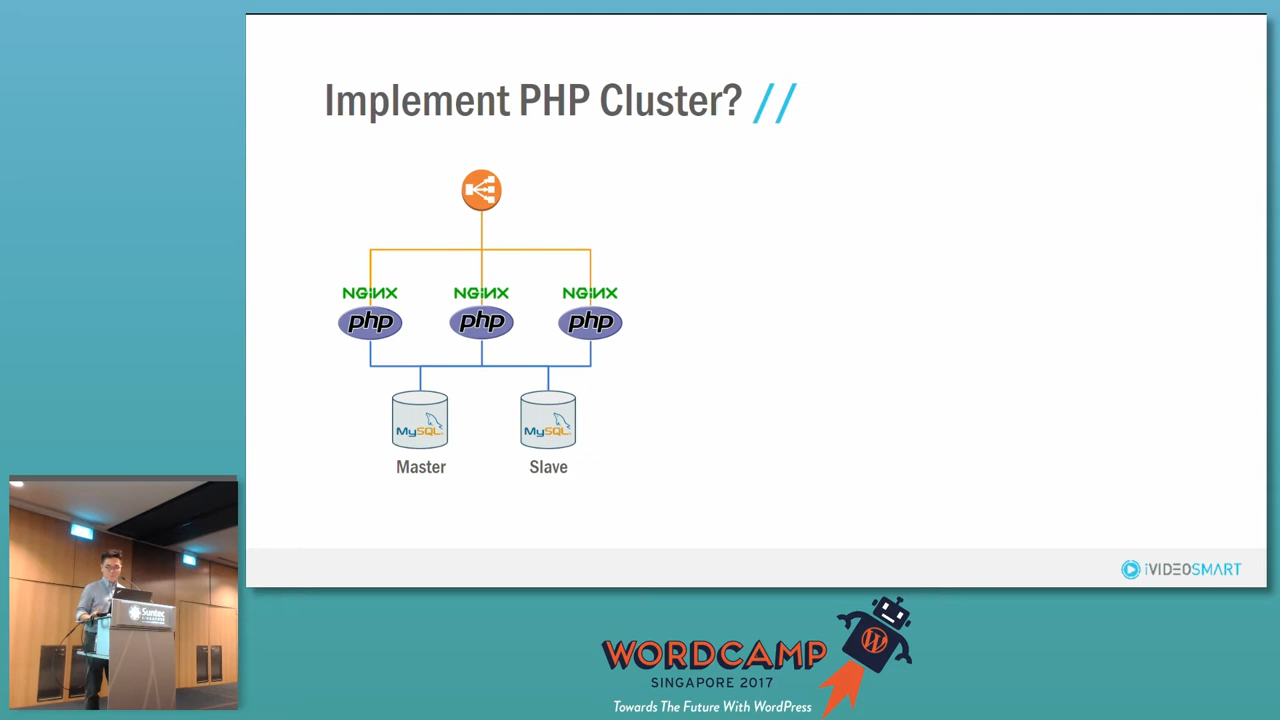 Implement PHP Cluster? //
NGiNX NGiNX NGiNX
php php php
MySQL MySQL
Master Slave
iVIDEOSMART
Suntec
SINGAPORE
WORDCAMP
SINGAPORE 2017
Towards The Future With WordPress